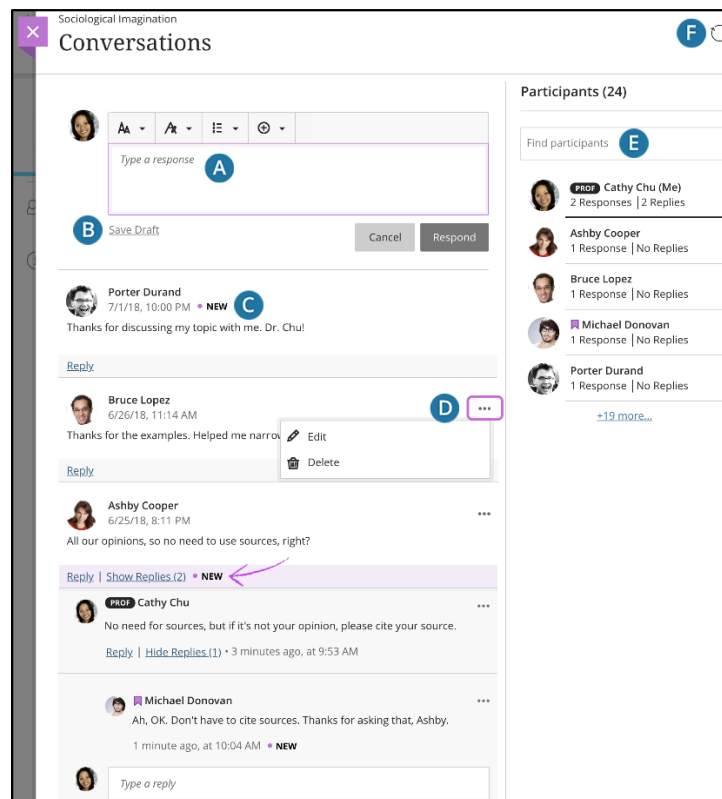 Sociological Imagination
Conversations
F
A
Type a response
B
Save Draft
Cancel
Respond
Porter Durand
7/1/18, 10:00 PM • NEW
C
Thanks for discussing my topic with me. Dr. Chu!
Reply
Bruce Lopez
6/26/18, 11:14 AM
D
Thanks for the examples. Helped me narrow
Edit
Delete
Reply
Ashby Cooper
6/25/18, 8:11 PM
All our opinions, so no need to use sources, right?
Reply | Show Replies (2) • NEW
PROF Cathy Chu
No need for sources, but if it's not your opinion, please cite your source.
Reply | Hide Replies (1) • 3 minutes ago, at 9:53 AM
Michael Donovan
Ah, OK. Don't have to cite sources. Thanks for asking that, Ashby.
1 minute ago, at 10:04 AM • NEW
Type a reply
Participants (24)
Find participants
E
PROF Cathy Chu (Me)
2 Responses | 2 Replies
Ashby Cooper
1 Response | No Replies
Bruce Lopez
1 Response | No Replies
Michael Donovan
1 Response | No Replies
Porter Durand
1 Response | No Replies
+19 more...